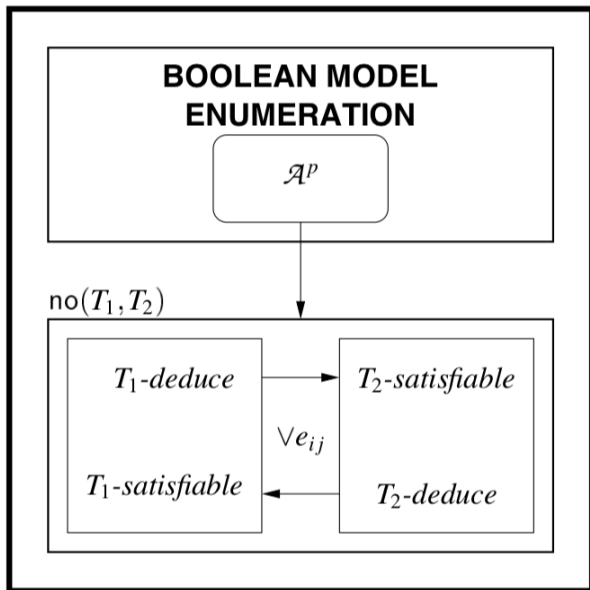 BOOLEAN MODEL
ENUMERATION
𝒜ᵖ
no(T₁,T₂)
T₁-deduce
T₂-satisfiable
∨eᵢⱼ
T₁-satisfiable
T₂-deduce